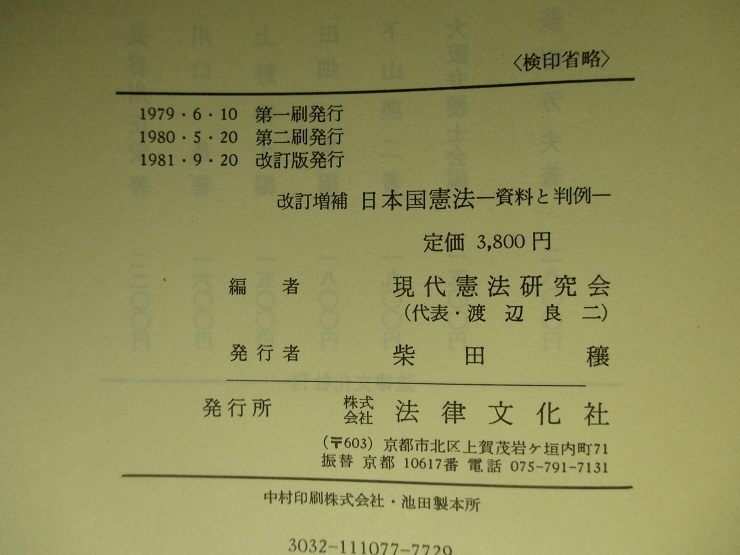 〈検印省略〉
1979・6・10 第一刷発行
1980・5・20 第二刷発行
1981・9・20 改訂版発行
改訂増補 日本国憲法―資料と判例―
定価 3,800 円
編者 現代憲法研究会
(代表・渡辺良二)
発行者 柴田穣
発行所 株式会社 法律文化社
(〒603) 京都市北区上賀茂岩ケ垣内町71
振替 京都 10617番 電話 075-791-7131
中村印刷株式会社・池田製本所
3032-111077-7729